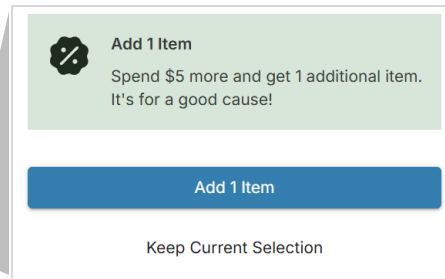 Add 1 Item
Spend $5 more and get 1 additional item.
It's for a good cause!
Add 1 Item
Keep Current Selection